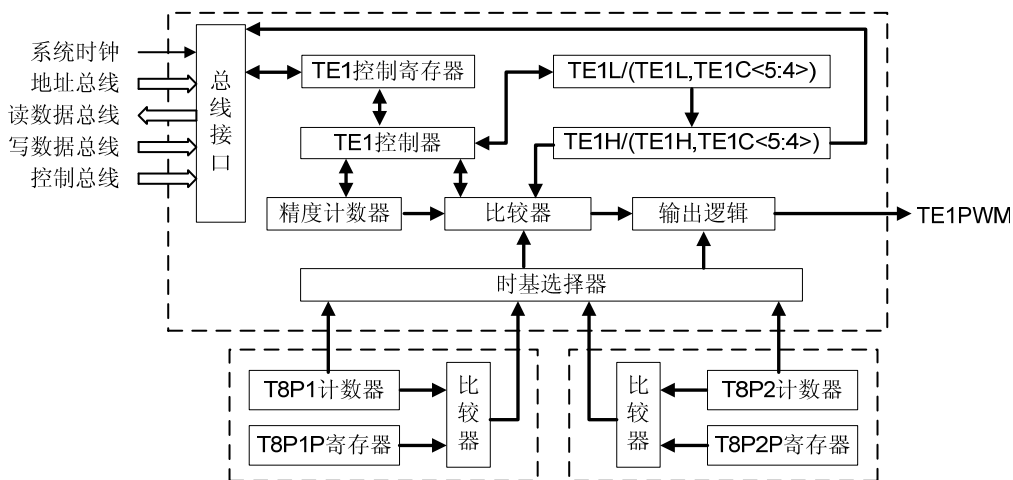 系统时钟
地址总线
读数据总线
写数据总线
控制总线
总线接口
TE1控制寄存器
TE1L/(TE1L,TE1C<5:4>)
TE1控制器
TE1H/(TE1H,TE1C<5:4>)
精度计数器
比较器
输出逻辑
TE1PWM
时基选择器
T8P1计数器
比较器
T8P1P寄存器
比较器
T8P2计数器
T8P2P寄存器